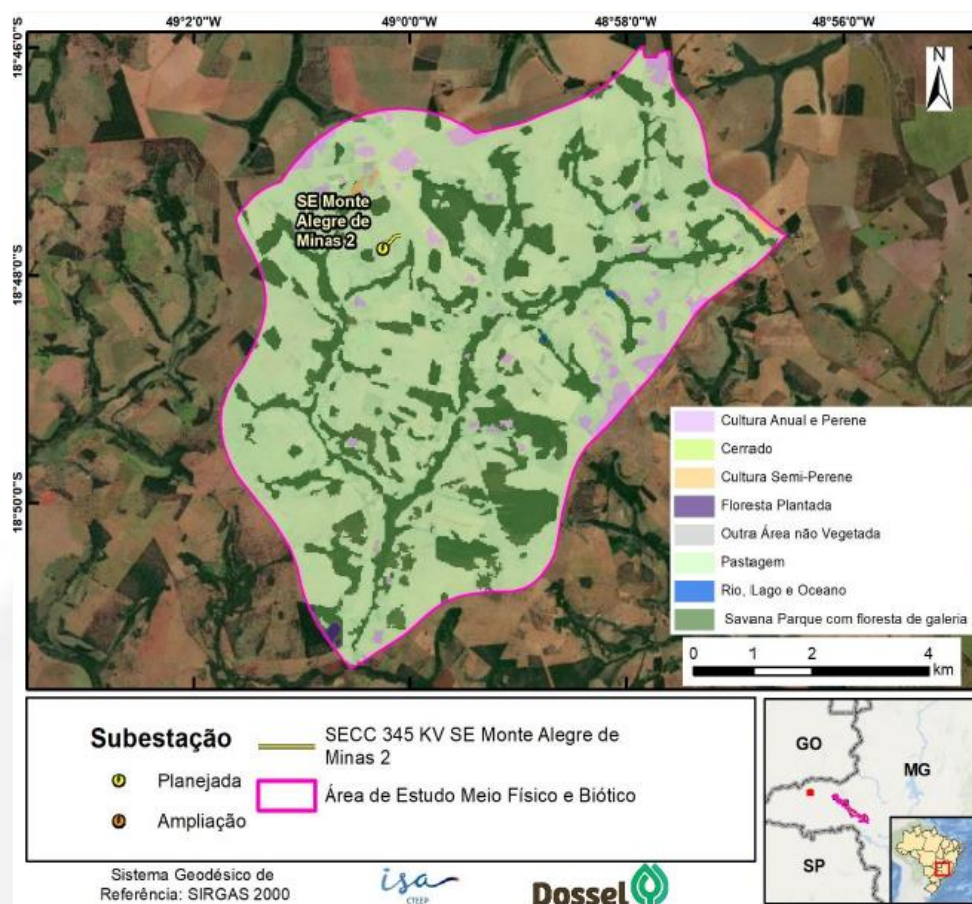 49°2'0"W
49°0'0"W
48°58'0"W
48°56'0"W
18°46'0"S
18°48'0"S
18°50'0"S
N
SE Monte
Alegre de
Minas 2
Cultura Anual e Perene
Cerrado
Cultura Semi-Perene
Floresta Plantada
Outra Área não Vegetada
Pastagem
Rio, Lago e Oceano
Savana Parque com floresta de galeria
0 1 2 4
km
Subestação
Planejada
Ampliação
SECC 345 KV SE Monte Alegre de
Minas 2
Área de Estudo Meio Físico e Biótico
GO
MG
SP
Sistema Geodésico de
Referência: SIRGAS 2000
isa
CTEEP
Dossel